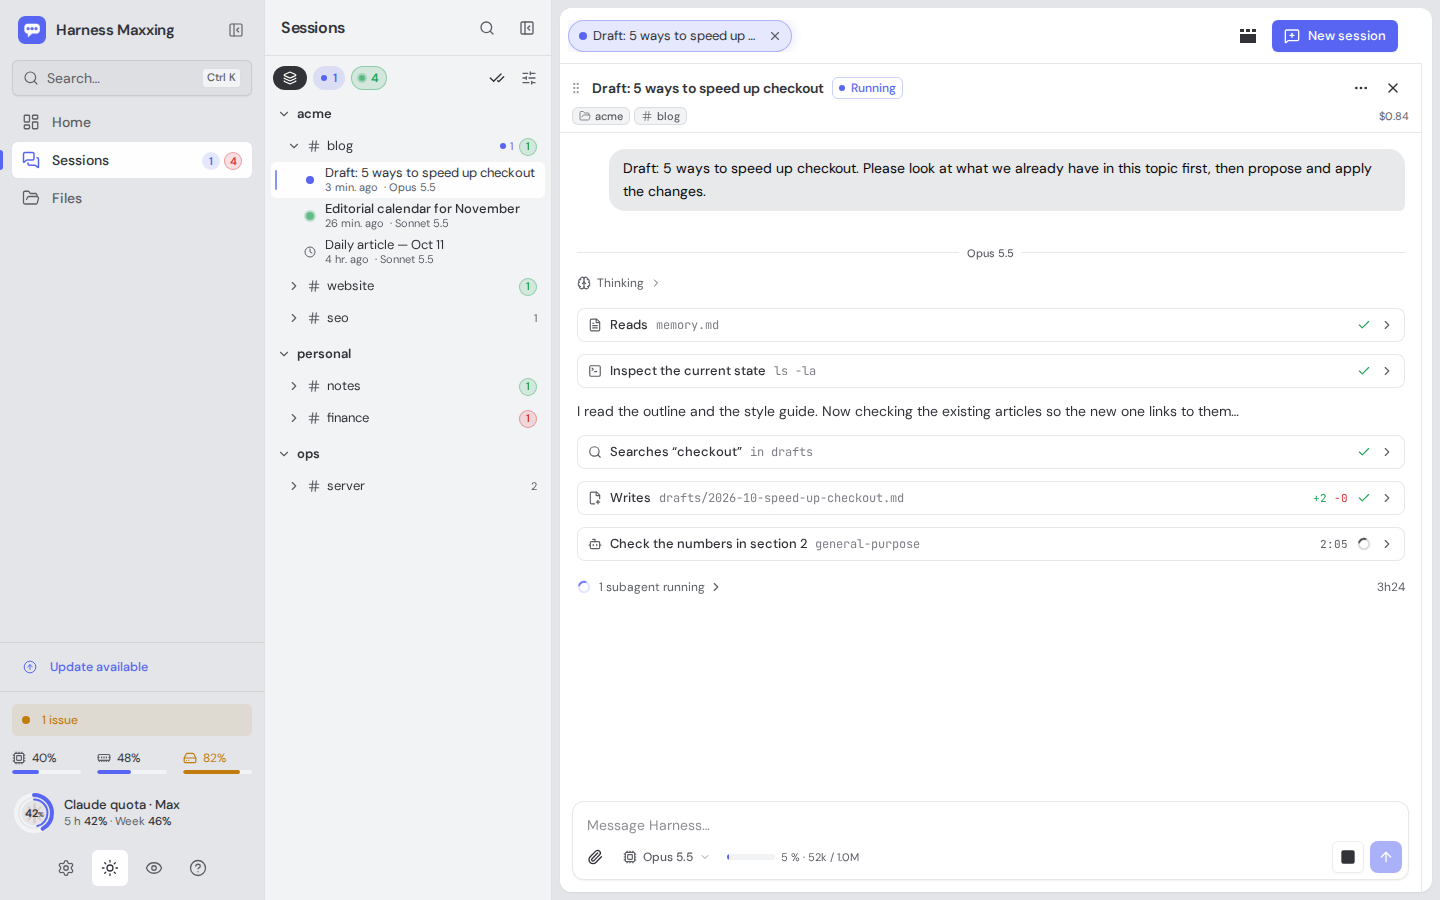 Harness Maxxing
Search...
Ctrl K
Home
Sessions
1
4
Files
Update available
1 issue
40%
48%
82%
42%
Claude quota · Max
5 h 42% · Week 46%
Sessions
1
4
acme
blog
1
1
Draft: 5 ways to speed up checkout
3 min. ago · Opus 5.5
Editorial calendar for November
26 min. ago · Sonnet 5.5
Daily article — Oct 11
4 hr. ago · Sonnet 5.5
website
1
seo
1
personal
notes
1
finance
1
ops
server
2
Draft: 5 ways to speed up ...
New session
Draft: 5 ways to speed up checkout
Running
acme
blog
$0.84
Draft: 5 ways to speed up checkout. Please look at what we already have in this topic first, then propose and apply
the changes.
Opus 5.5
Thinking
Reads memory.md
Inspect the current state ls -la
I read the outline and the style guide. Now checking the existing articles so the new one links to them...
Searches “checkout” in drafts
Writes drafts/2026-10-speed-up-checkout.md
+2 -0
Check the numbers in section 2 general-purpose
2:05
1 subagent running
3h24
Message Harness...
Opus 5.5
5 % · 52k / 1.0M